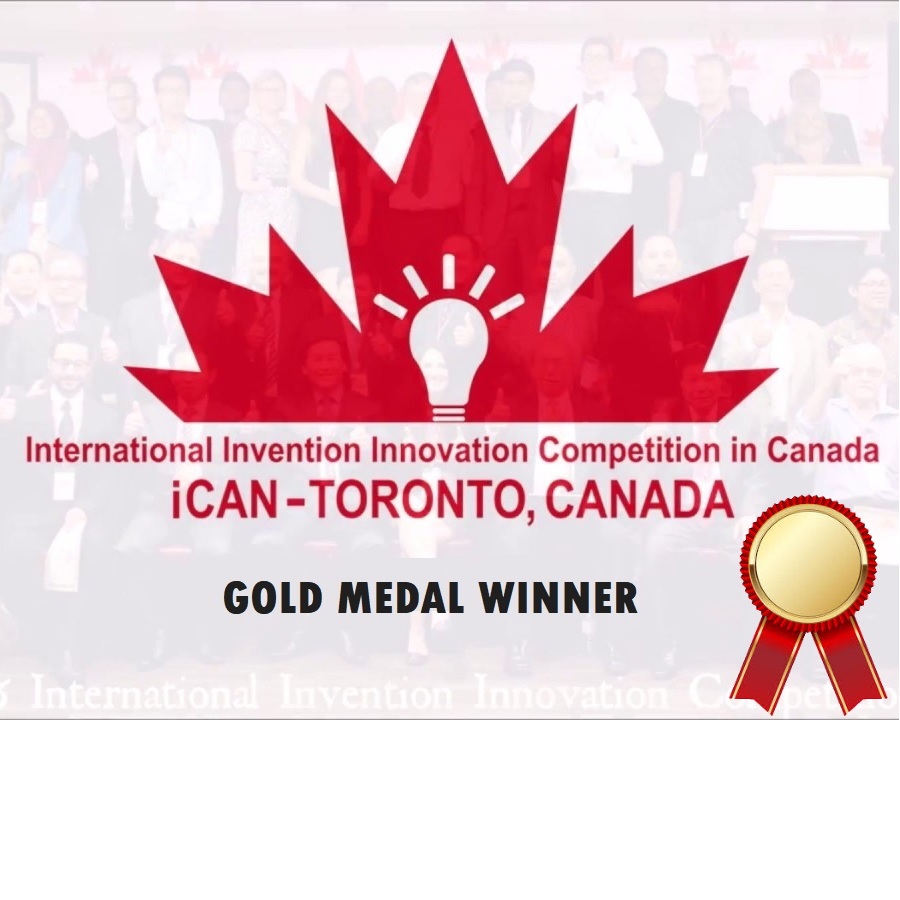 International Invention Innovation Competition in Canada
iCAN-TORONTO, CANADA
GOLD MEDAL WINNER
International Invention Innovation